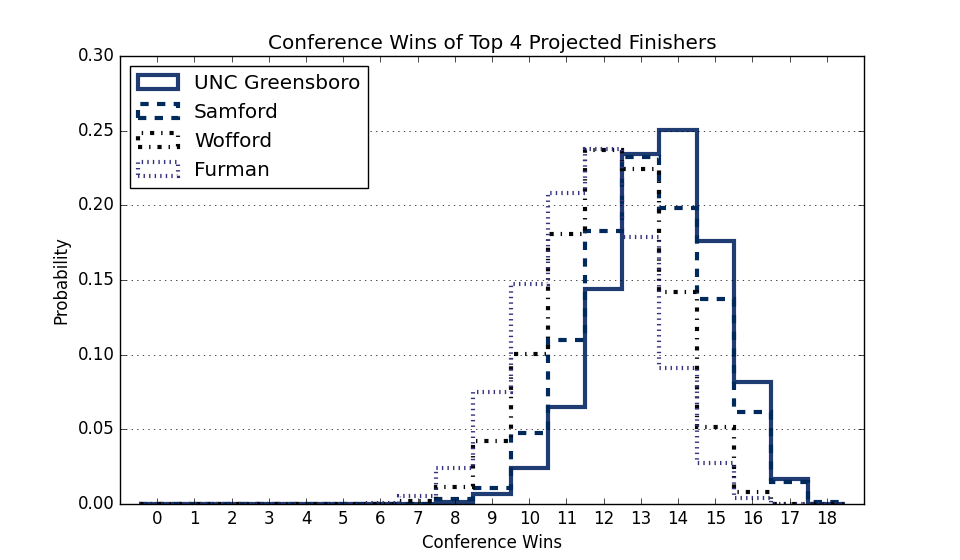 Conference Wins of Top 4 Projected Finishers
UNC Greensboro
Samford
Wofford
Furman
Probability
0.30
0.25
0.20
0.15
0.10
0.05
0.00
0 1 2 3 4 5 6 7 8 9 10 11 12 13 14 15 16 17 18
Conference Wins